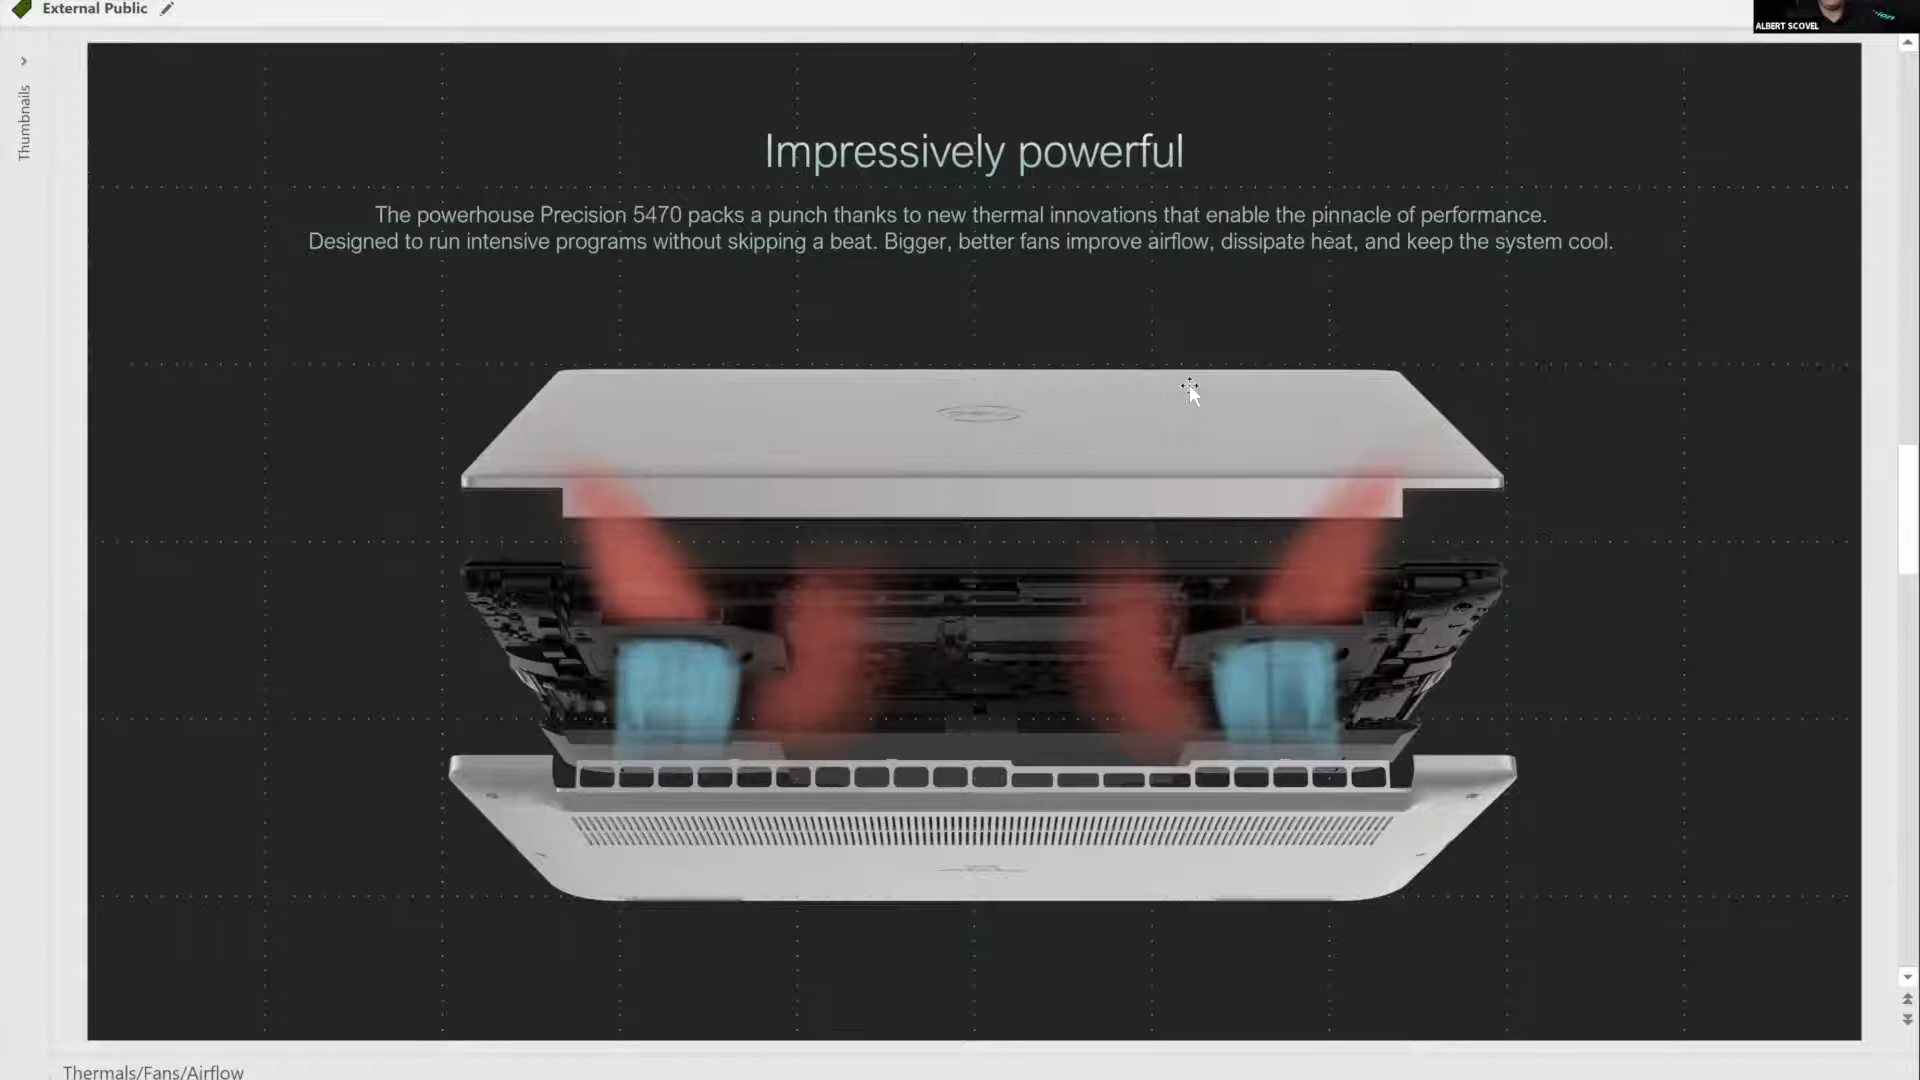 External Public
ALBERT SCOVEL
Thumbnails
Impressively powerful
The powerhouse Precision 5470 packs a punch thanks to new thermal innovations that enable the pinnacle of performance.
Designed to run intensive programs without skipping a beat. Bigger, better fans improve airflow, dissipate heat, and keep the system cool.
Thermals/Fans/Airflow